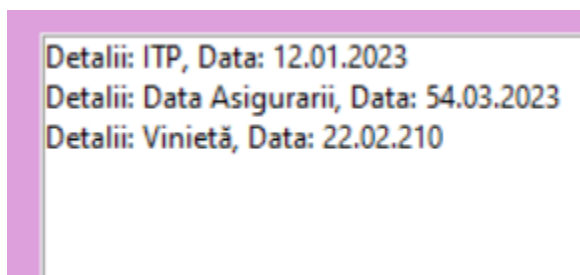 Detalii: ITP, Data: 12.01.2023
Detalii: Data Asigurarii, Data: 54.03.2023
Detalii: Vinietă, Data: 22.02.210